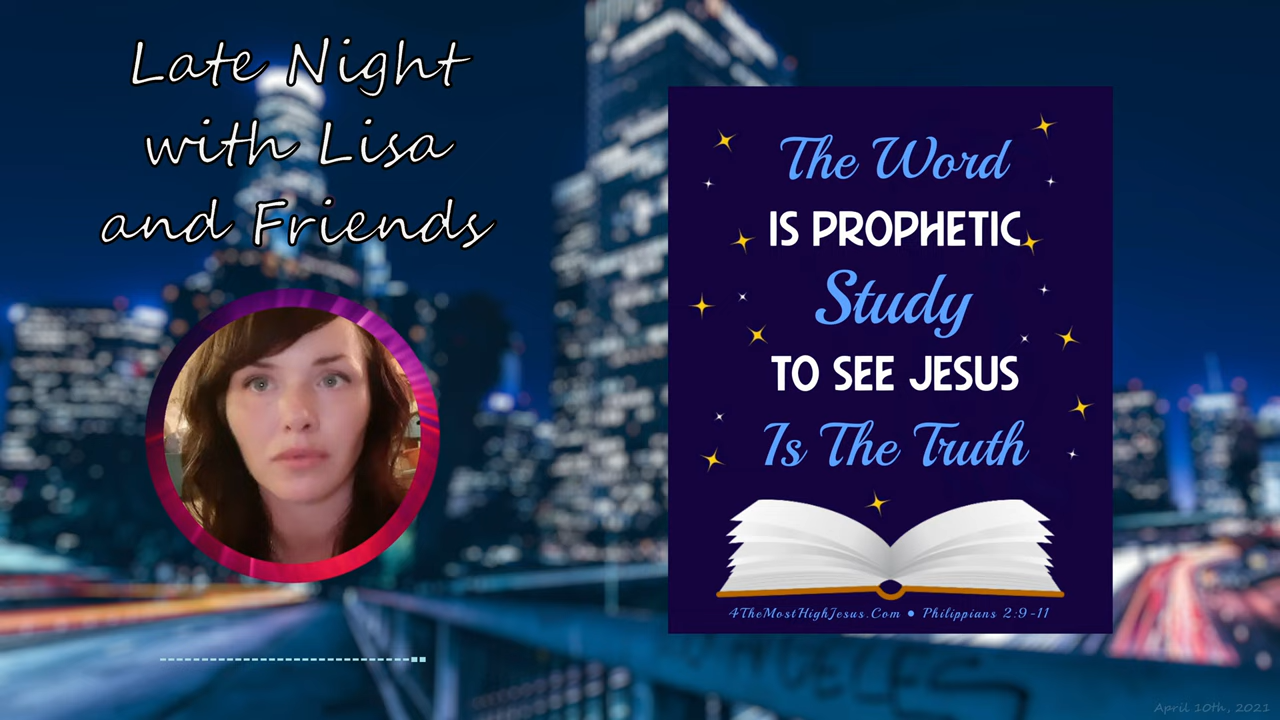 Late Night
with Lisa
and Friends
The Word
IS PROPHETIC
Study
TO SEE JESUS
Is The Truth
4TheMostHighJesus.Com • Philippians 2:9-11
April 10th, 2021